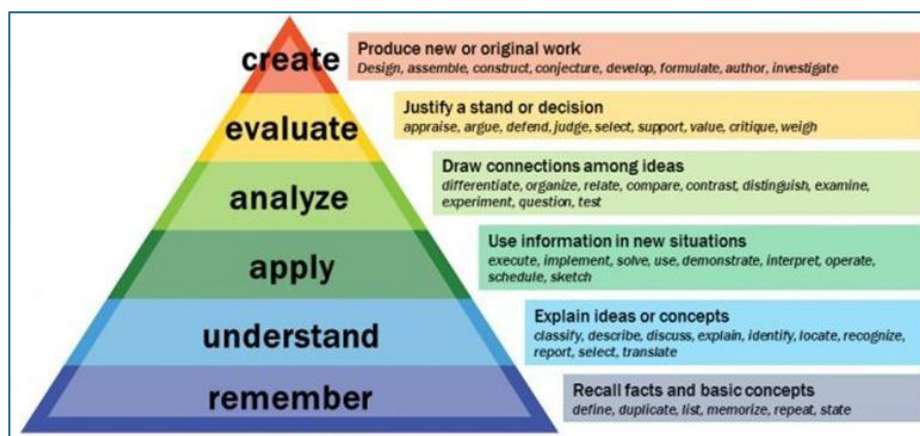 create
Produce new or original work
Design, assemble, construct, conjecture, develop, formulate, author, investigate
evaluate
Justify a stand or decision
appraise, argue, defend, judge, select, support, value, critique, weigh
analyze
Draw connections among ideas
differentiate, organize, relate, compare, contrast, distinguish, examine,
experiment, question, test
apply
Use information in new situations
execute, implement, solve, use, demonstrate, interpret, operate,
schedule, sketch
understand
Explain ideas or concepts
classify, describe, discuss, explain, identify, locate, recognize,
report, select, translate
remember
Recall facts and basic concepts
define, duplicate, list, memorize, repeat, state